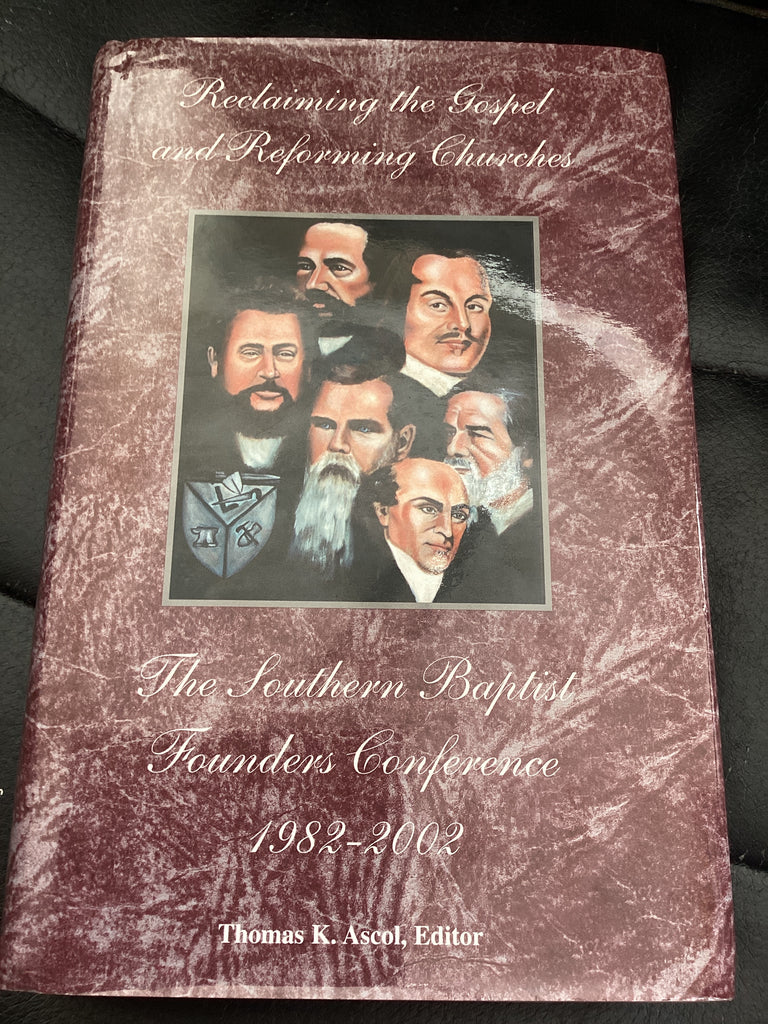 Reclaiming the Gospel
and Reforming Churches
The Southern Baptist
Founders Conference
1982-2002
Thomas K. Ascol, Editor